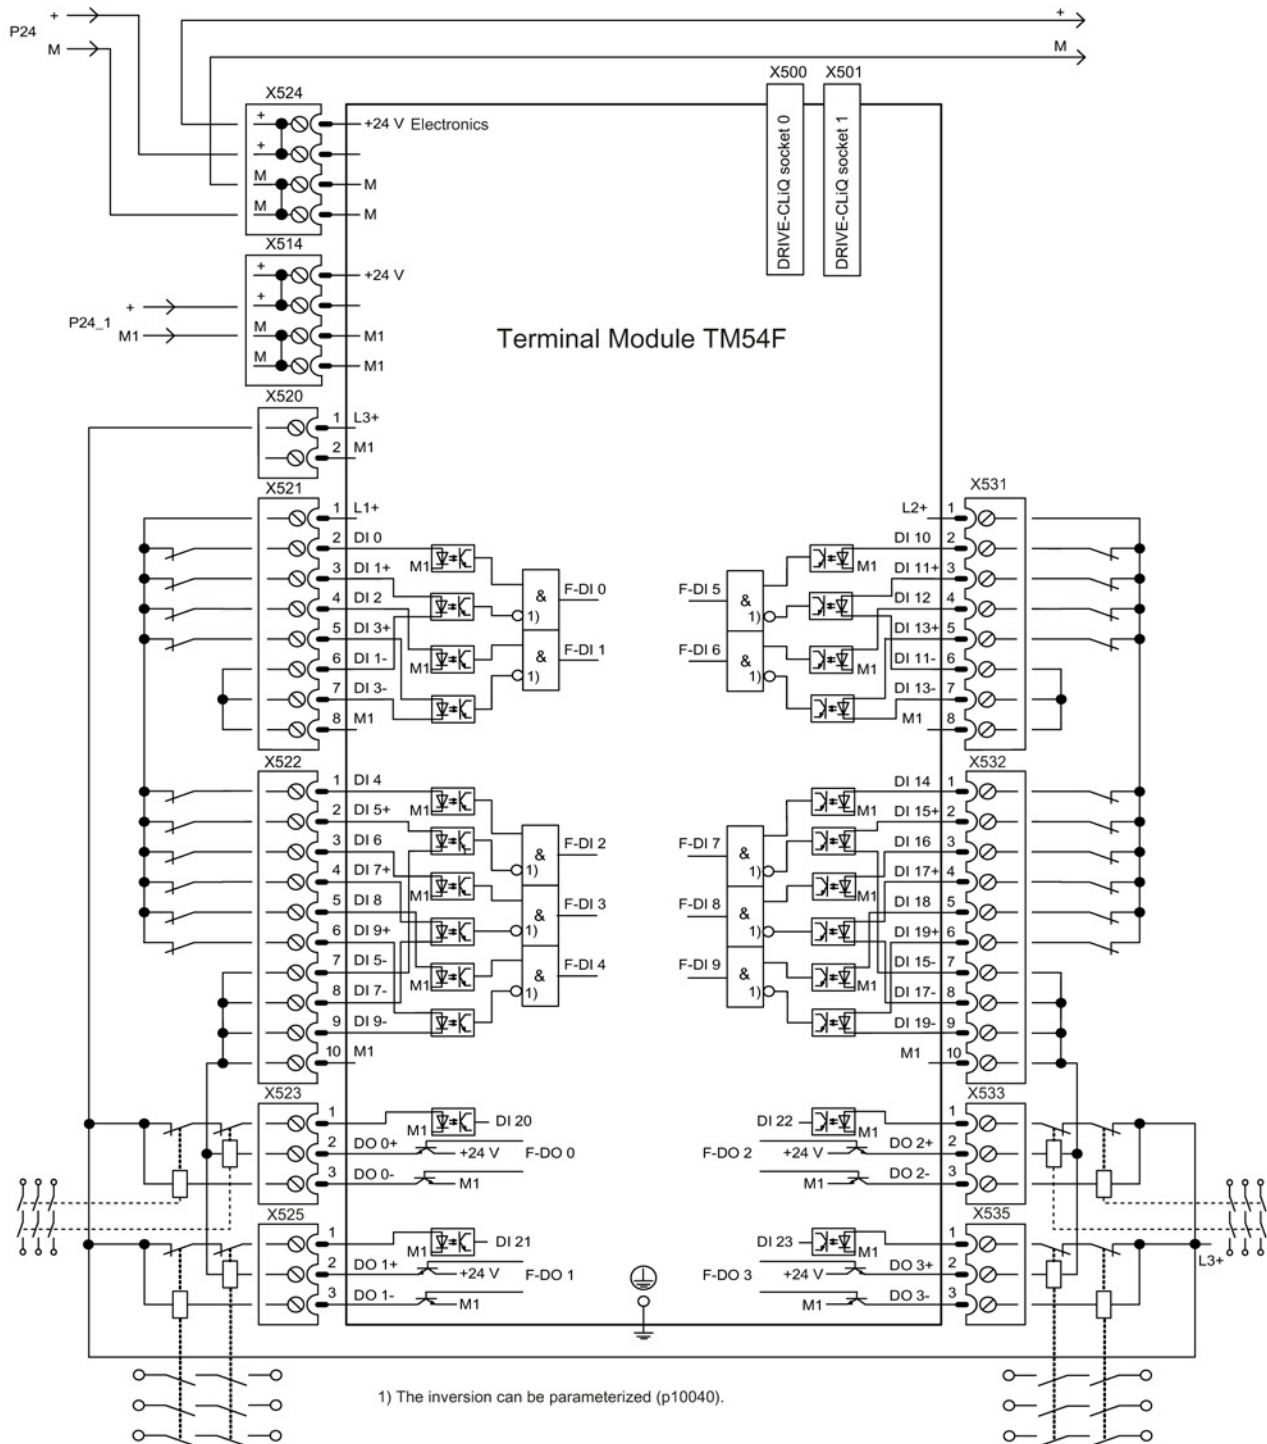 +
P24
M
+
M
X500
X501
DRIVE-CLiQ socket 0
DRIVE-CLiQ socket 1
X524
+
+
M
M
+24 V Electronics
M
M
X514
+
+
M
M
+24 V
M1
M1
+
P24_1
M1
Terminal Module TM54F
X520
1 L3+
2 M1
X521
1 L1+
2 DI 0
3 DI 1+
4 DI 2
5 DI 3+
6 DI 1-
7 DI 3-
8 M1
M1
M1
&
1)
F-DI 0
&
1)
F-DI 1
X531
L2+ 1
DI 10 2
DI 11+ 3
DI 12 4
DI 13+ 5
DI 11- 6
DI 13- 7
M1 8
M1
M1
F-DI 5
&
1)
F-DI 6
&
1)
X522
1 DI 4
2 DI 5+
3 DI 6
4 DI 7+
5 DI 8
6 DI 9+
7 DI 5-
8 DI 7-
9 DI 9-
10 M1
M1
M1
M1
&
1)
F-DI 2
&
1)
F-DI 3
&
1)
F-DI 4
X532
DI 14 1
DI 15+ 2
DI 16 3
DI 17+ 4
DI 18 5
DI 19+ 6
DI 15- 7
DI 17- 8
DI 19- 9
M1 10
M1
M1
M1
F-DI 7
&
1)
F-DI 8
&
1)
F-DI 9
&
1)
X523
1
M1
DI 20
2 DO 0+
+24 V
F-DO 0
3 DO 0-
M1
X533
DI 22
M1
1
F-DO 2
+24 V
DO 2+ 2
M1
DO 2- 3
X525
1
M1
DI 21
2 DO 1+
+24 V
F-DO 1
3 DO 1-
M1
X535
DI 23
M1
1
F-DO 3
+24 V
DO 3+ 2
M1
DO 3- 3
L3+
1) The inversion can be parameterized (p10040).